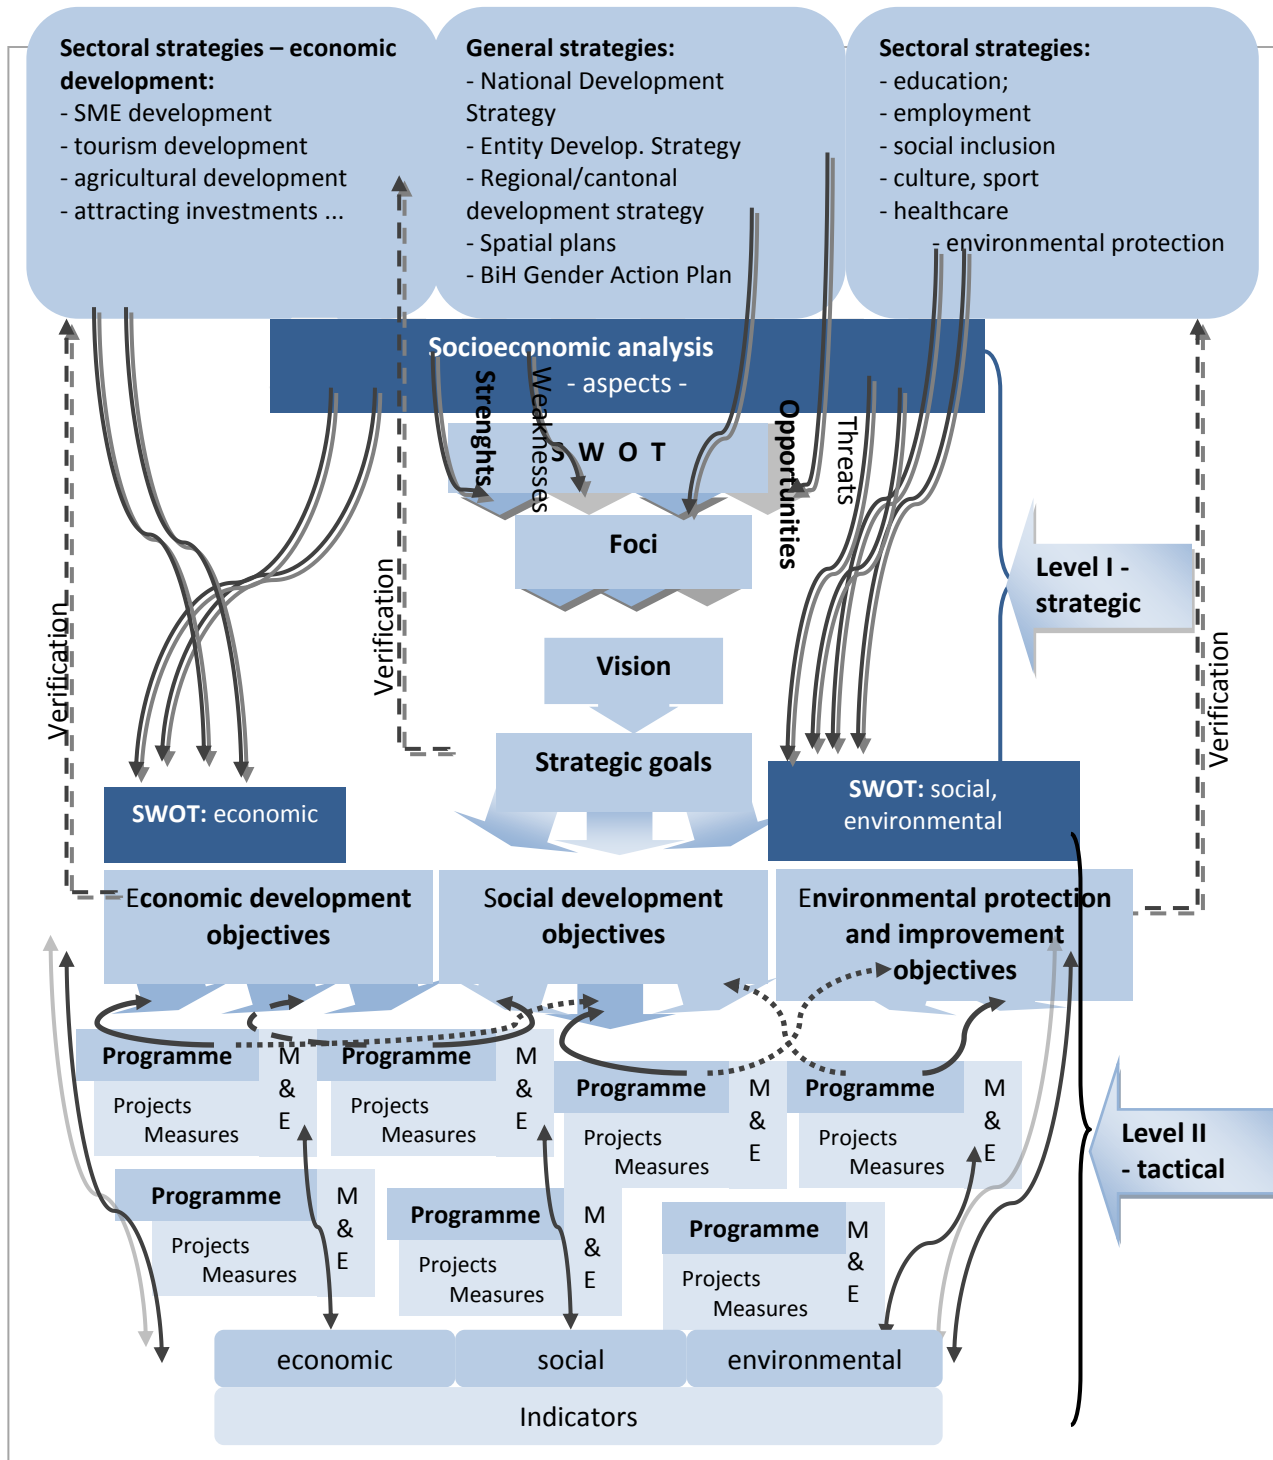 Sectoral strategies – economic
development:
- SME development
- tourism development
- agricultural development
- attracting investments ...
General strategies:
- National Development
Strategy
- Entity Develop. Strategy
- Regional/cantonal
development strategy
- Spatial plans
- BiH Gender Action Plan
Sectoral strategies:
- education;
- employment
- social inclusion
- culture, sport
- healthcare
- environmental protection
Socioeconomic analysis
- aspects -
Strenghts
Weaknesses
Opportunities
Threats
S W O T
Foci
Vision
Strategic goals
Verification
Verification
Verification
Level I -
strategic
SWOT: economic
SWOT: social,
environmental
Economic development
objectives
Social development
objectives
Environmental protection
and improvement
objectives
Programme
Projects
Measures
M
&
E
Programme
Projects
Measures
M
&
E
Programme
Projects
Measures
M
&
E
Programme
Projects
Measures
M
&
E
Level II
- tactical
Programme
Projects
Measures
M
&
E
Programme
Projects
Measures
M
&
E
Programme
Projects
Measures
M
&
E
economic
social
environmental
Indicators